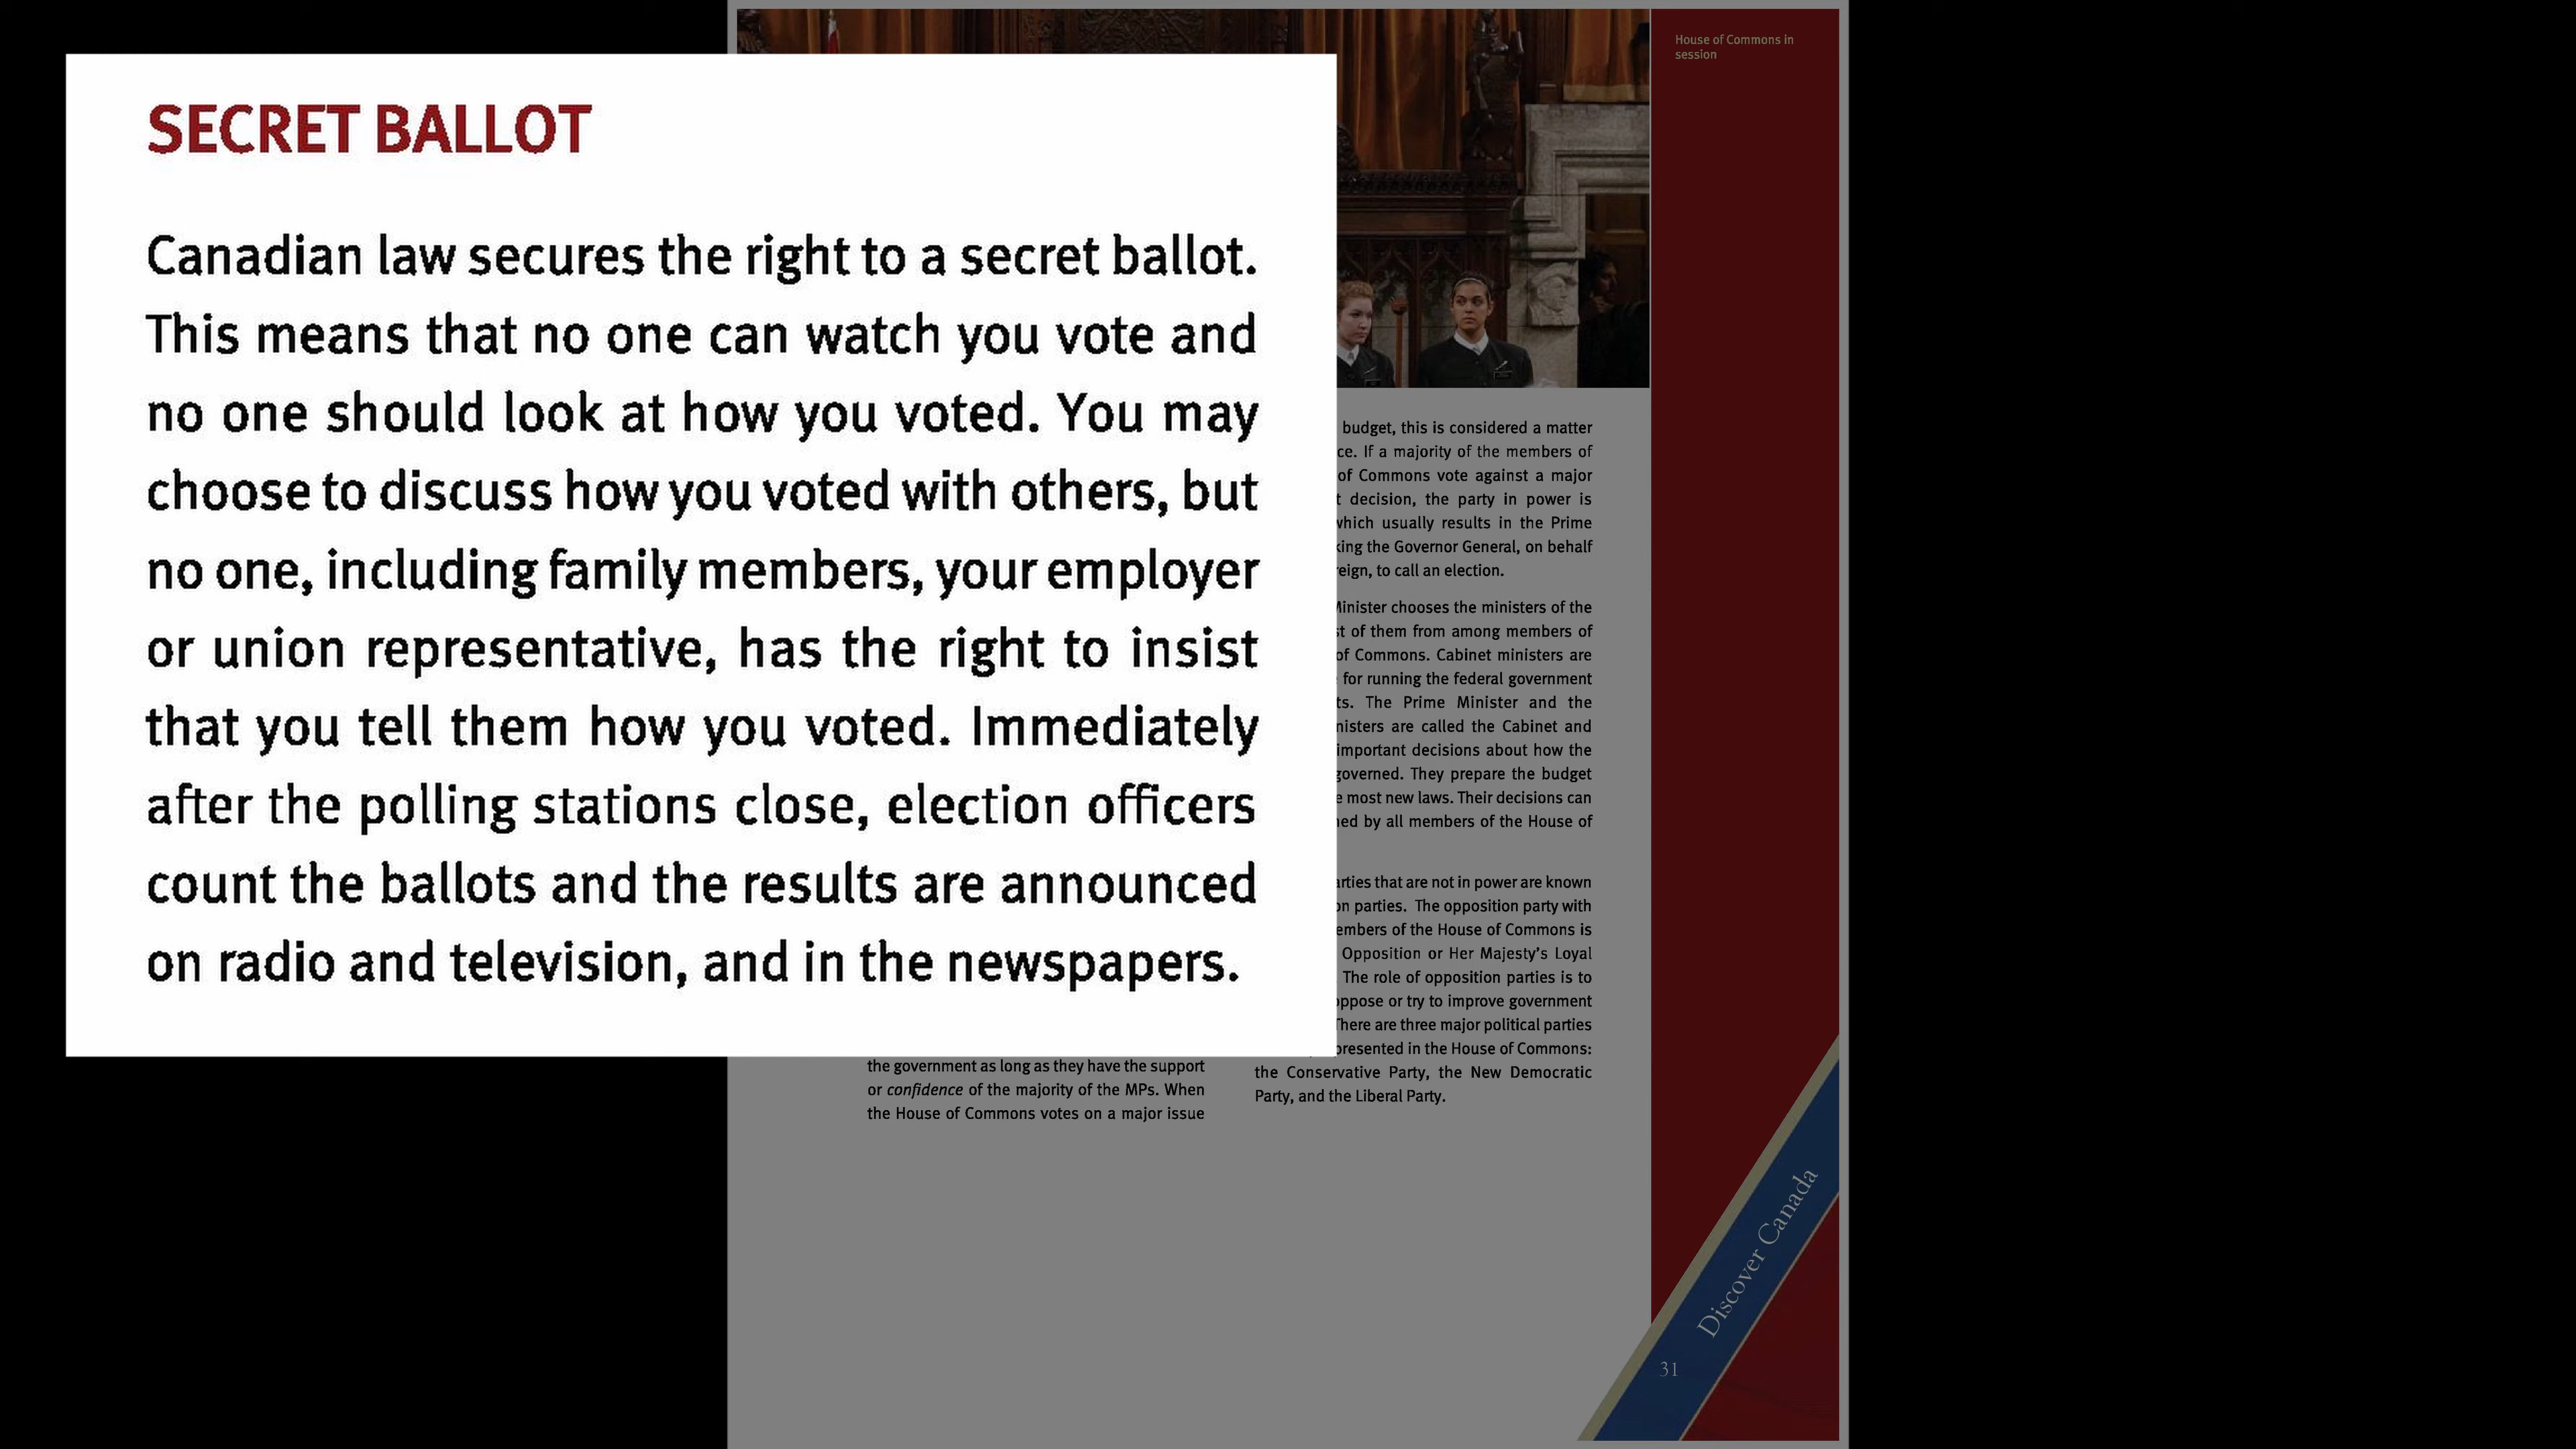 House of Commons in
session
SECRET BALLOT
Canadian law secures the right to a secret ballot.
This means that no one can watch you vote and
no one should look at how you voted. You may
choose to discuss how you voted with others, but
no one, including family members, your employer
or union representative, has the right to insist
that you tell them how you voted. Immediately
after the polling stations close, election officers
count the ballots and the results are announced
on radio and television, and in the newspapers.
the government as long as they have the support
or confidence of the majority of the MPs. When
the House of Commons votes on a major issue
budget, this is considered a matter
If a majority of the members of
of Commons vote against a major
decision, the party in power is
which usually results in the Prime
the Governor General, on behalf
to call an election.
Minister chooses the ministers of the
of them from among members of
of Commons. Cabinet ministers are
for running the federal government
The Prime Minister and the
are called the Cabinet and
important decisions about how the
governed. They prepare the budget
most new laws. Their decisions can
by all members of the House of
that are not in power are known
parties. The opposition party with
of the House of Commons is
Opposition or Her Majesty's Loyal
The role of opposition parties is to
oppose or try to improve government
There are three major political parties
in the House of Commons:
the Conservative Party, the New Democratic
Party, and the Liberal Party.
Discover Canada
31